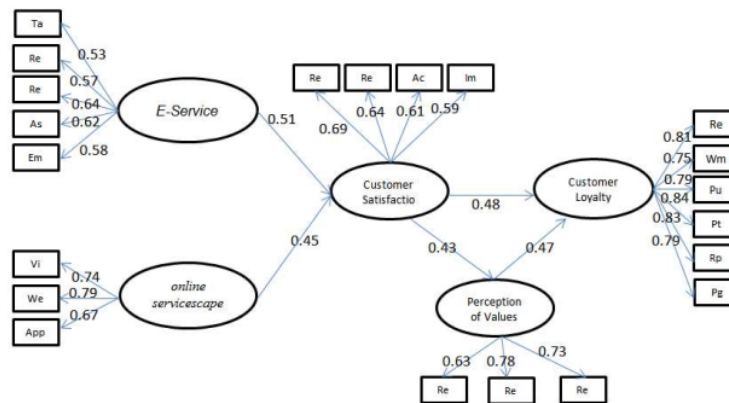 Ta
Re
Re
As
Em
0.53
0.57
0.64
0.62
0.58
E-Service
0.51
Re
Re
Ac
Im
0.69
0.64
0.61
0.59
Customer
Satisfactio
0.48
Customer
Loyalty
0.81
0.75
0.79
0.84
0.83
0.79
Re
Wm
Pu
Pt
Rp
Pg
Vi
We
App
0.74
0.79
0.67
online
servicescape
0.45
0.43
0.47
Perception
of Values
0.63
0.78
0.73
Re
Re
Re